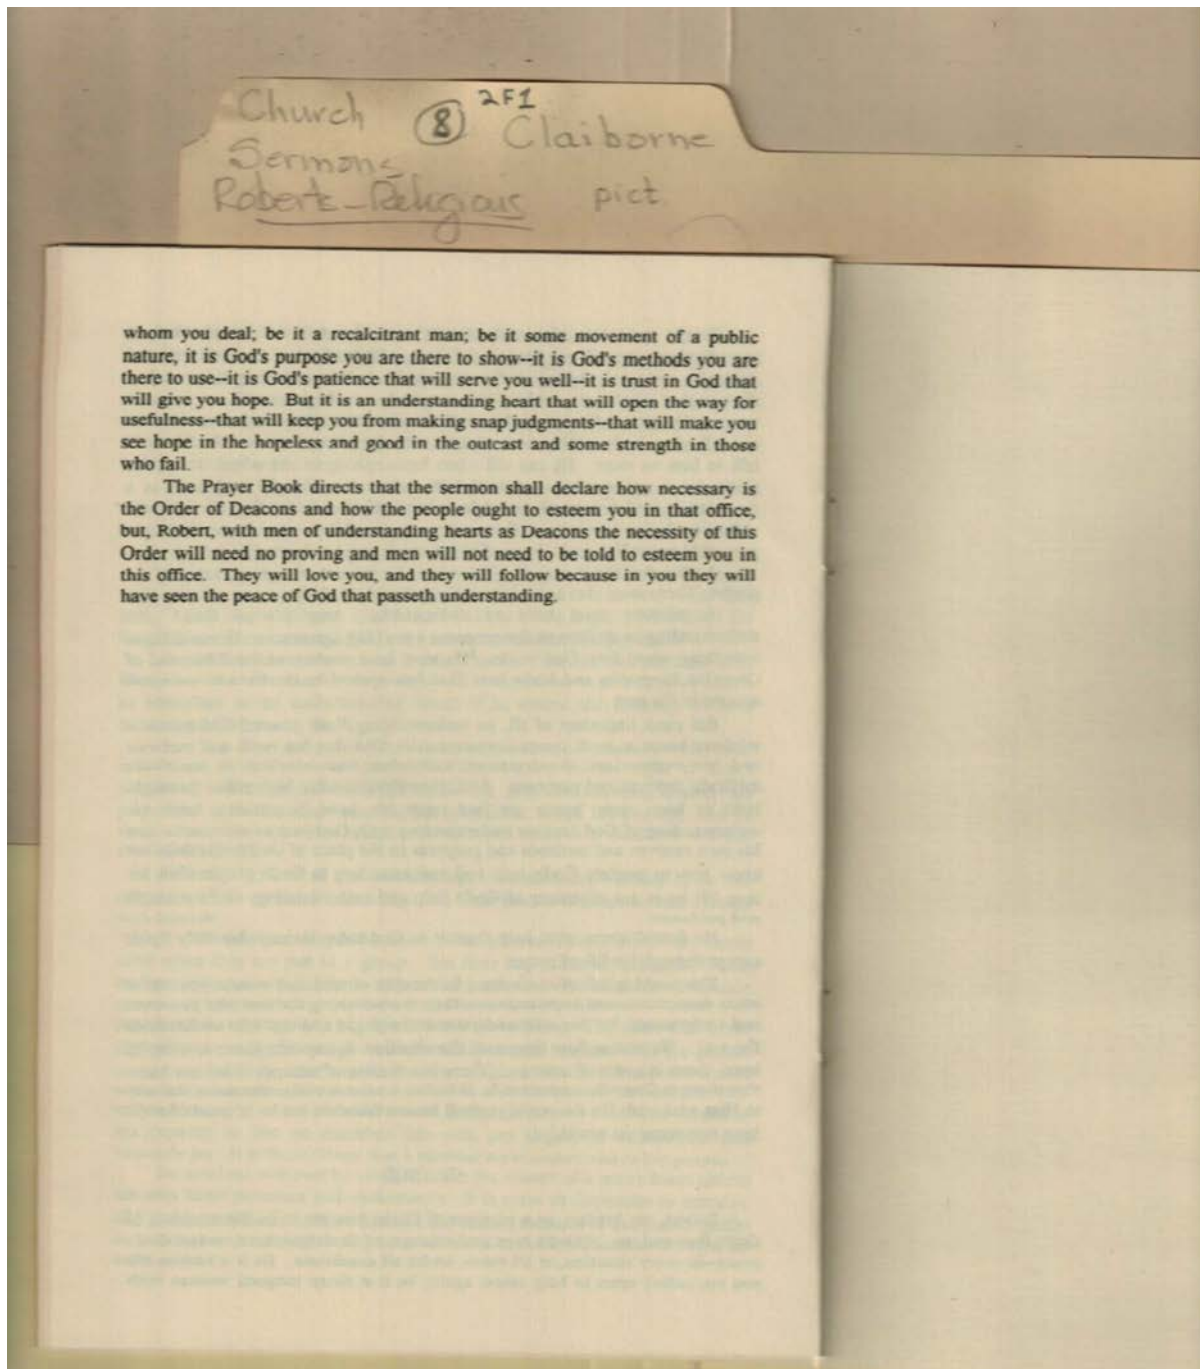 Church ⑧ 2F1 Claiborne
Sermons
Roberts-Religious pict.
whom you deal; be it a recalcitrant man; be it some movement of a public
nature, it is God's purpose you are there to show--it is God's methods you are
there to use--it is God's patience that will serve you well--it is trust in God that
will give you hope. But it is an understanding heart that will open the way for
usefulness--that will keep you from making snap judgments--that will make you
see hope in the hopeless and good in the outcast and some strength in those
who fail.
The Prayer Book directs that the sermon shall declare how necessary is
the Order of Deacons and how the people ought to esteem you in that office,
but, Robert, with men of understanding hearts as Deacons the necessity of this
Order will need no proving and men will not need to be told to esteem you in
this office. They will love you, and they will follow because in you they will
have seen the peace of God that passeth understanding.